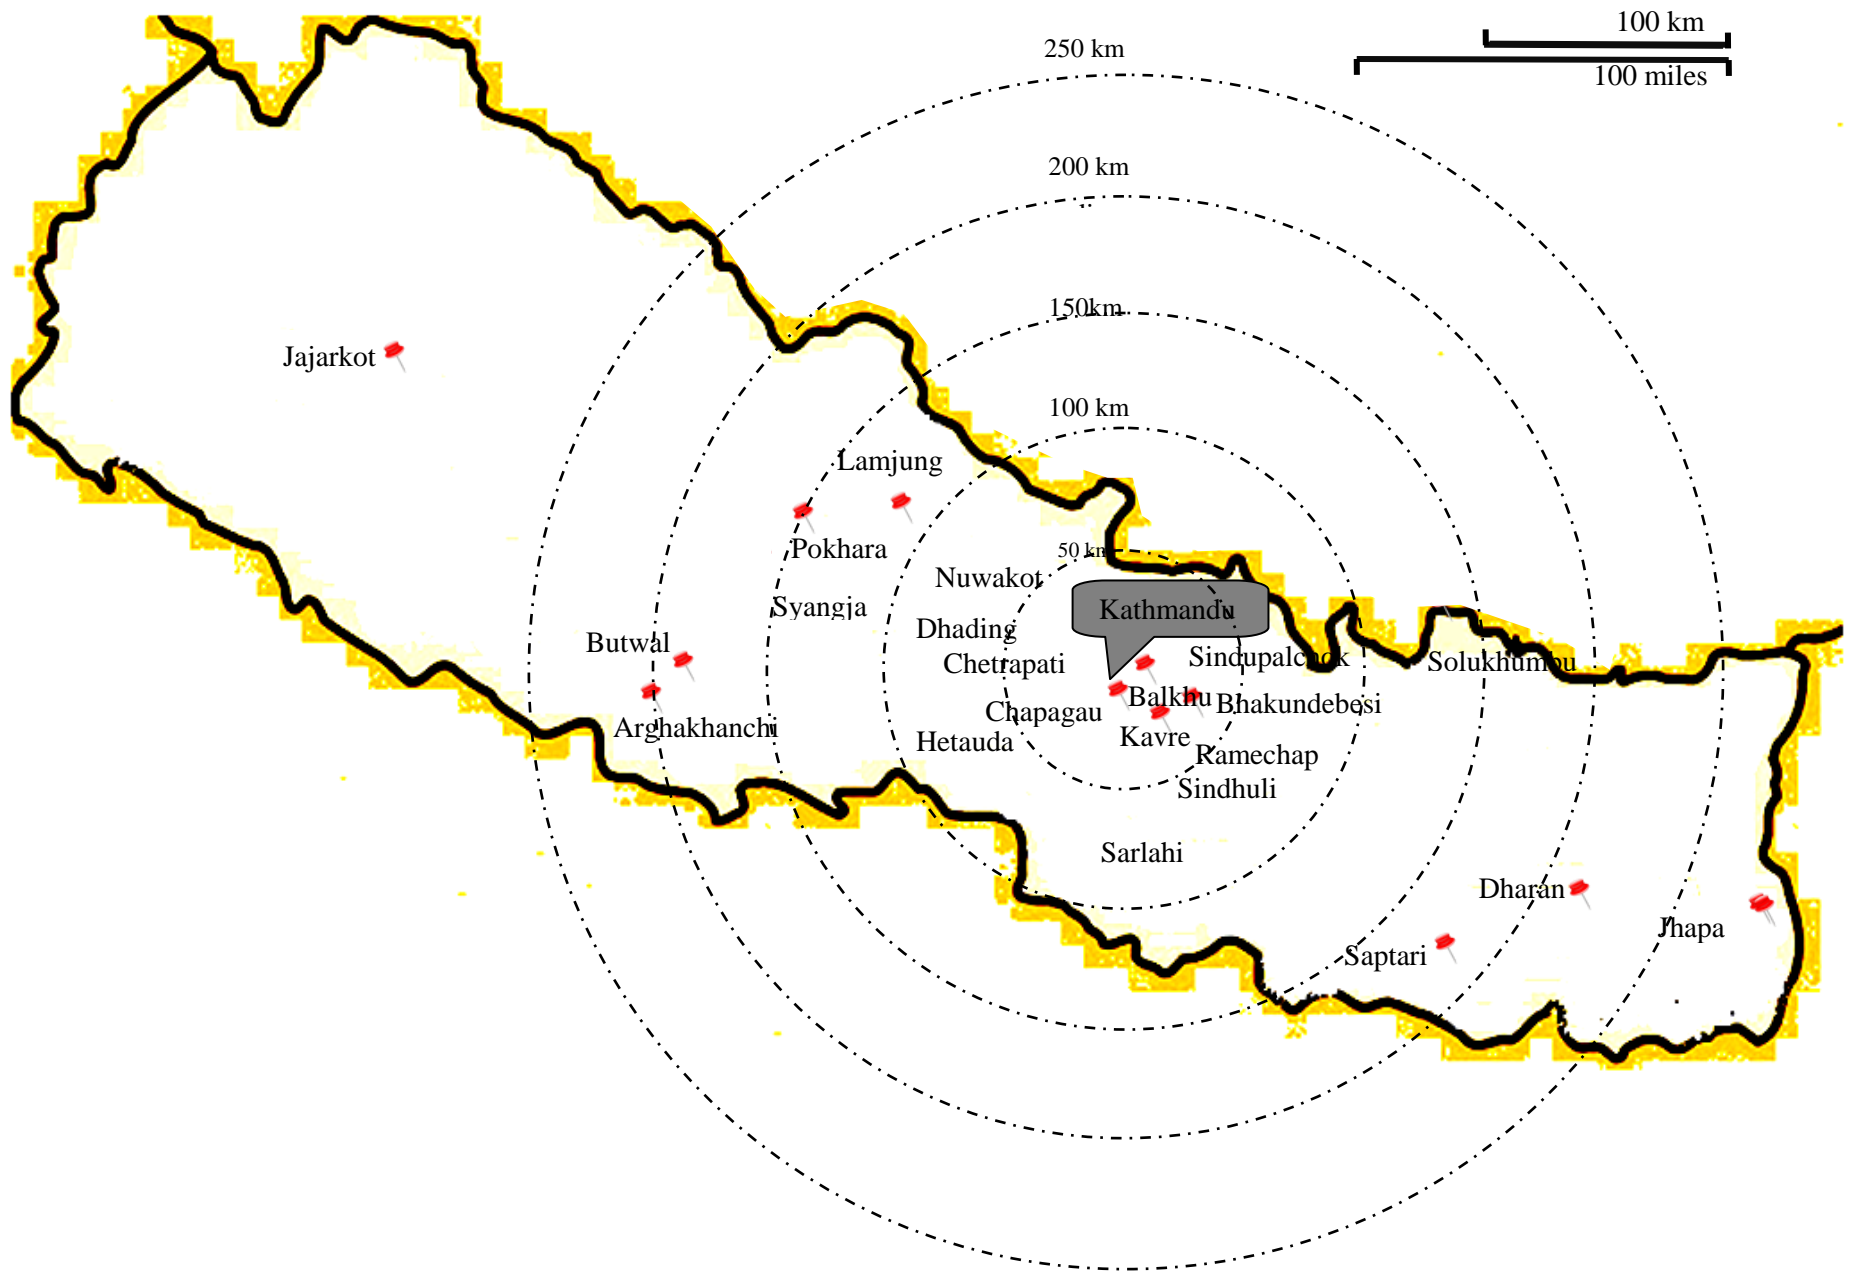 100 km
250 km
100 miles
200 km
150km
Jajarkot
100 km
Lamjung
Pokhara
50 km
Nuwakot
Syangja
Kathmandu
Dhading
Butwal
Chetrapati
Sindupalchok
Solukhumbu
Balkhu
Bhakundebesi
Chapagau
Arghakhanchi
Kavre
Hetauda
Ramechap
Sindhuli
Sarlahi
Dharan
Jhapa
Saptari